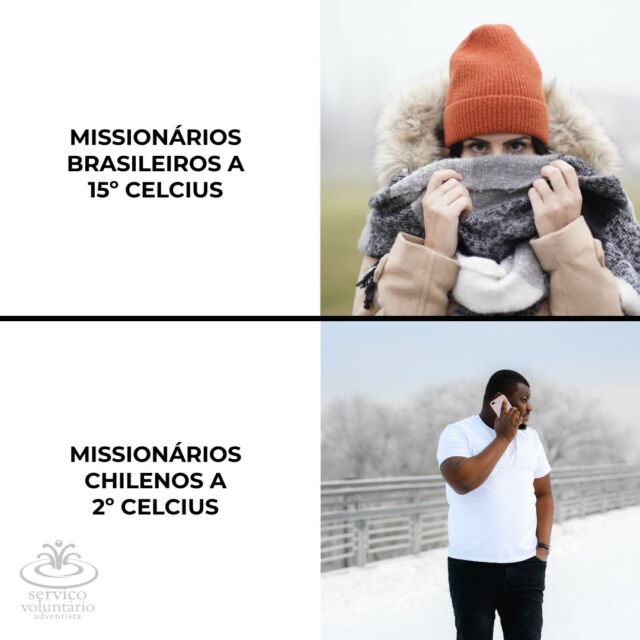 MISSIONÁRIOS
BRASILEIROS A
15º CELCIUS
MISSIONÁRIOS
CHILENOS A
2º CELCIUS
serviço
voluntário
adventista